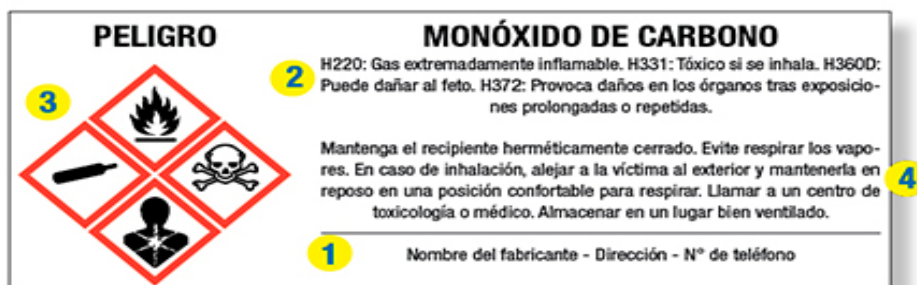 PELIGRO
MONÓXIDO DE CARBONO
2
H220: Gas extremadamente inflamable. H331: Tóxico si se inhala. H360D:
Puede dañar al feto. H372: Provoca daños en los órganos tras exposicio-
nes prolongadas o repetidas.
3
Mantenga el recipiente herméticamente cerrado. Evite respirar los vapo-
res. En caso de inhalación, alejar a la víctima al exterior y mantenerla en
reposo en una posición confortable para respirar. Llamar a un centro de
toxicología o médico. Almacenar en un lugar bien ventilado.
4
1
Nombre del fabricante - Dirección - Nº de teléfono